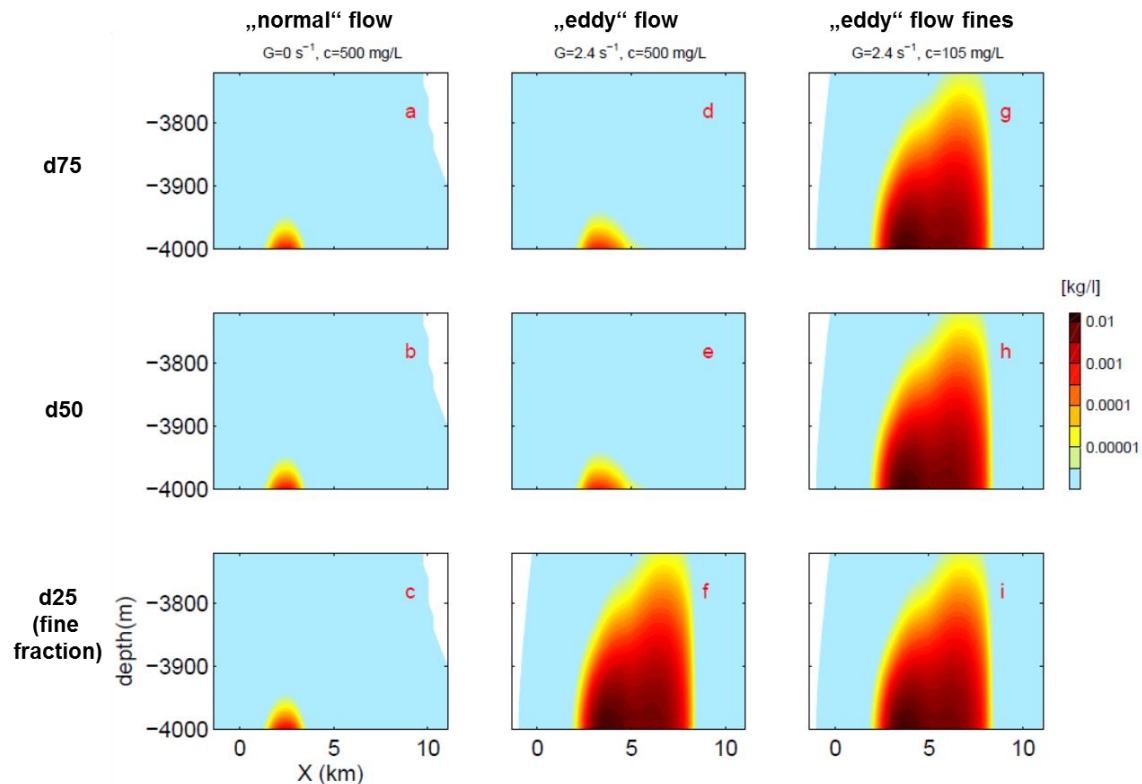 „normal“ flow
„eddy“ flow
„eddy“ flow fines
G=0 s⁻¹, c=500 mg/L
G=2.4 s⁻¹, c=500 mg/L
G=2.4 s⁻¹, c=105 mg/L
d75
−3800
−3900
−4000
a
d
g
d50
−3800
−3900
−4000
b
e
h
[kg/l]
0.01
0.001
0.0001
0.00001
d25
(fine
fraction)
depth(m)
−3800
−3900
−4000
c
f
i
0 5 10
X (km)
0 5 10
0 5 10